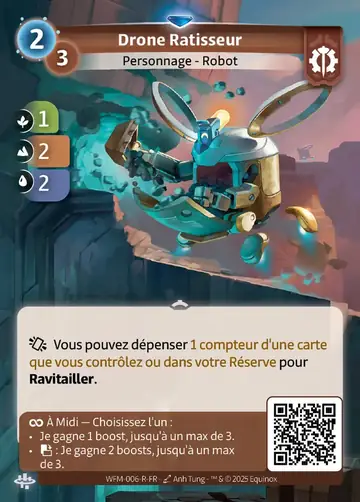 2
Drone Ratisseur
3
Personnage - Robot
1
2
2
Vous pouvez dépenser 1 compteur d'une carte
que vous contrôlez ou dans votre Réserve pour
Ravitailler.
À Midi — Choisissez l'un :
• Je gagne 1 boost, jusqu'à un max de 3.
• : Je gagne 2 boosts, jusqu'à un max
de 3.
WFM-006-R-FR Anh Tung - ™ & © 2025 Equinox